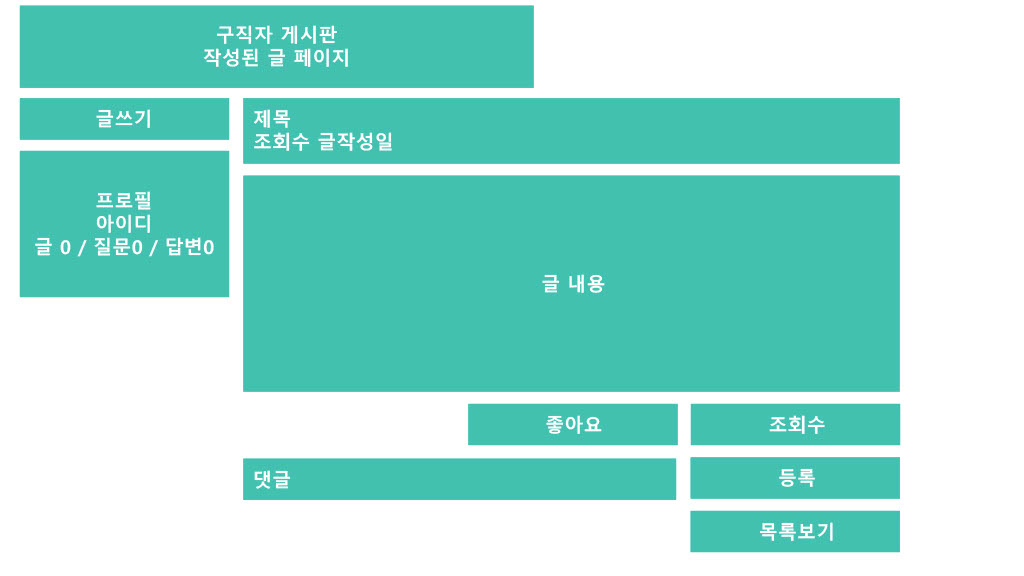 구직자 게시판
작성된 글 페이지
글쓰기
제목
조회수 글작성일
프로필
아이디
글 0 / 질문0 / 답변0
글 내용
좋아요
조회수
댓글
등록
목록보기